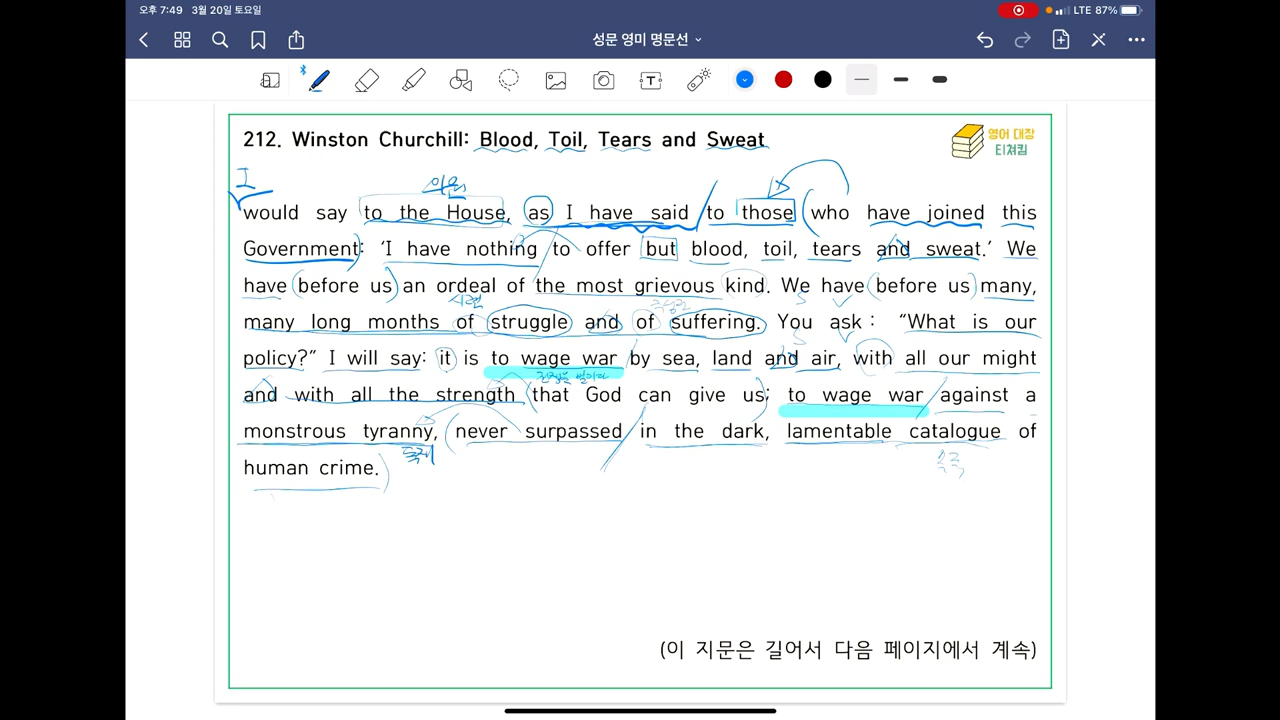 오후 7:49 3월 20일 토요일
LTE 87%
성문 영미 명문선
212. Winston Churchill: Blood, Toil, Tears and Sweat
영어 대장
티쳐킴
I
의원
would say to the House, as I have said to those who have joined this
Government: 'I have nothing to offer but blood, toil, tears and sweat.' We
have before us an ordeal of the most grievous kind. We have before us many,
시련
many long months of struggle and of suffering. You ask : "What is our
policy?" I will say: it is to wage war by sea, land and air, with all our might
전쟁을 벌이다
and with all the strength that God can give us; to wage war against a
monstrous tyranny, never surpassed in the dark, lamentable catalogue of
독재
목록
human crime.
(이 지문은 길어서 다음 페이지에서 계속)